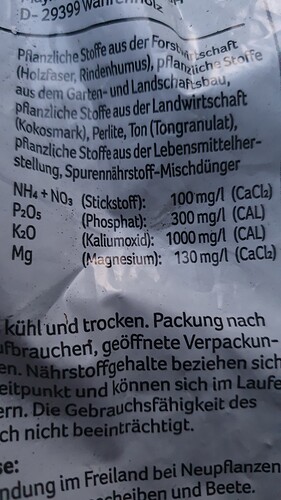 D- 29399 Wahrenholz
Pflanzliche Stoffe aus der Forstwirtschaft
(Holzfaser, Rindenhumus), pflanzliche Stoffe
aus dem Garten- und Landschaftsbau,
pflanzliche Stoffe aus der Landwirtschaft
(Kokosmark), Perlite, Ton (Tongranulat),
pflanzliche Stoffe aus der Lebensmittelher-
stellung, Spurennährstoff-Mischdünger
NH₄ + NO₃ (Stickstoff): 100 mg/l (CaCl₂)
P₂O₅ (Phosphat): 300 mg/l (CAL)
K₂O (Kaliumoxid): 1000 mg/l (CAL)
Mg (Magnesium): 130 mg/l (CaCl₂)
kühl und trocken. Packung nach
fbrauchen, geöffnete Verpackun-
en. Nährstoffgehalte beziehen sich
eitpunkt und können sich im Laufe
ern. Die Gebrauchsfähigkeit des
ch nicht beeinträchtigt.
se:
ndung im Freiland bei Neupflanzen
scheiben und Beete.